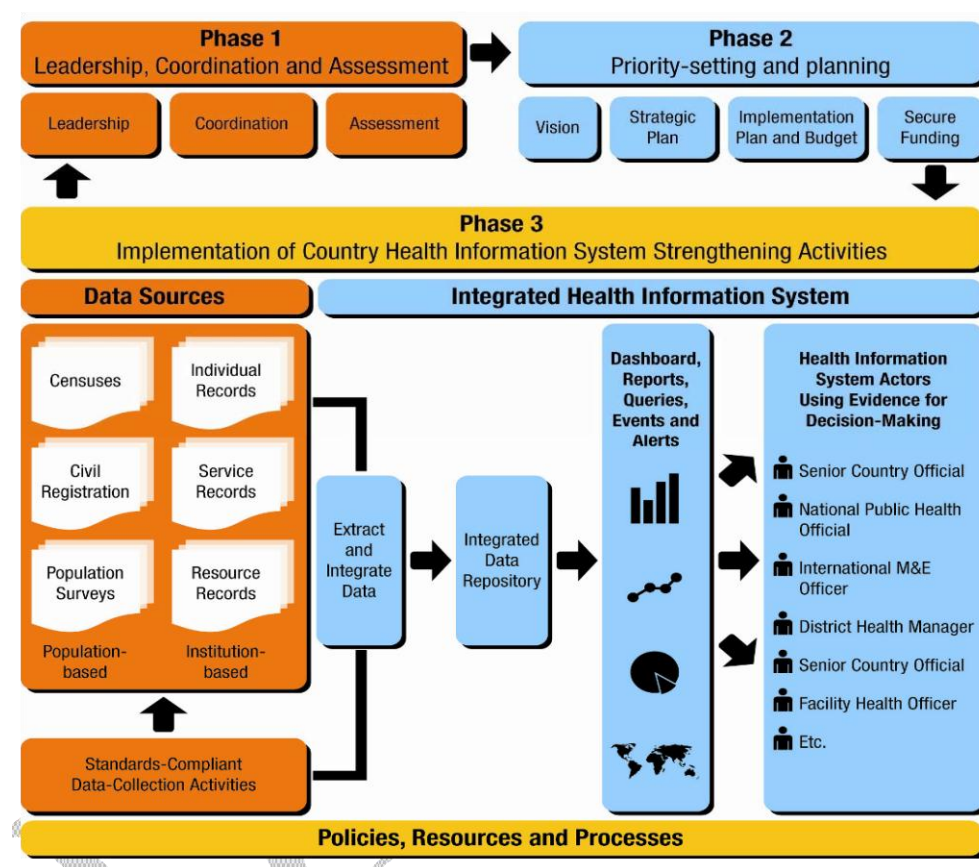 Phase 1
Leadership, Coordination and Assessment
Phase 2
Priority-setting and planning
Leadership
Coordination
Assessment
Vision
Strategic
Plan
Implementation
Plan and Budget
Secure
Funding
Phase 3
Implementation of Country Health Information System Strengthening Activities
Data Sources
Integrated Health Information System
Censuses
Individual
Records
Civil
Registration
Service
Records
Population
Surveys
Resource
Records
Population-
based
Institution-
based
Standards-Compliant
Data-Collection Activities
Extract
and
Integrate
Data
Integrated
Data
Repository
Dashboard,
Reports,
Queries,
Events and
Alerts
Health Information
System Actors
Using Evidence for
Decision-Making
Senior Country Official
National Public Health
Official
International M&E
Officer
District Health Manager
Senior Country Official
Facility Health Officer
Etc.
Policies, Resources and Processes